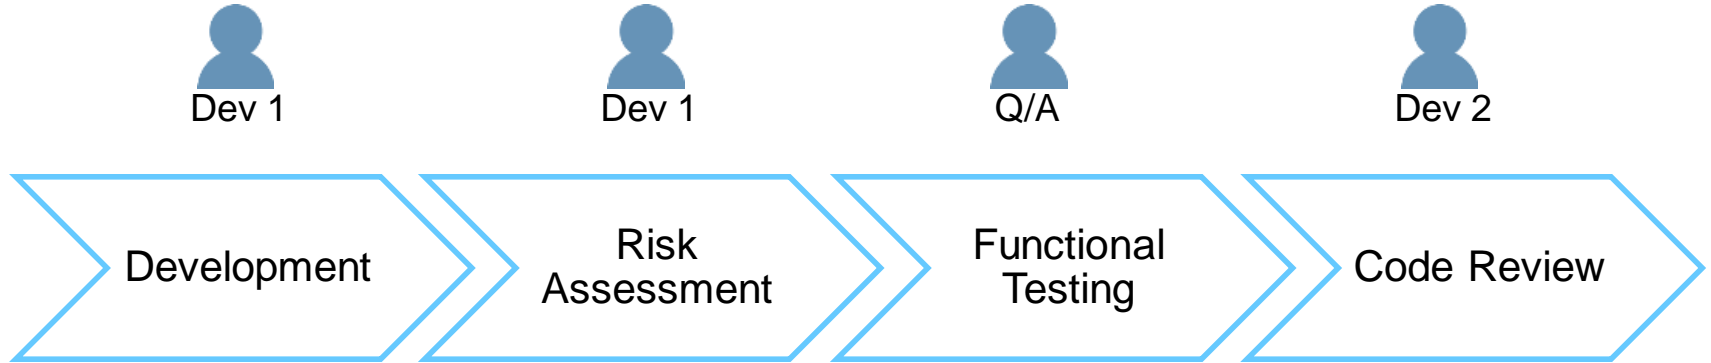 Dev 1
Dev 1
Q/A
Dev 2
Development
Risk
Assessment
Functional
Testing
Code Review